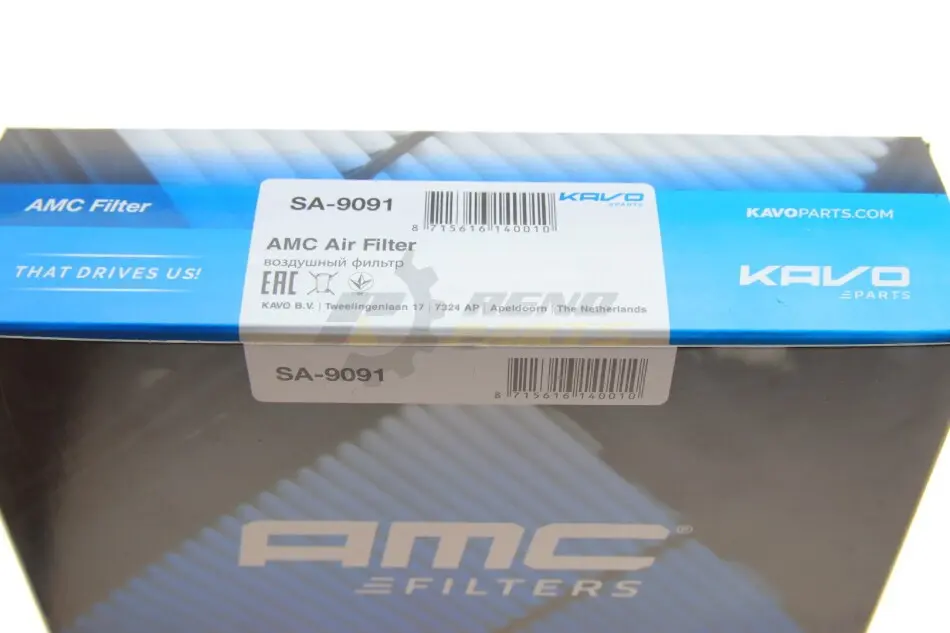 AMC Filter
THAT DRIVES US!
SA-9091
8 715616 140010
KAVO
PARTS
AMC Air Filter
воздушный фильтр
EAC
KAVO B.V. | Tweelingenlaan 17 | 7324 AP | Apeldoorn | The Netherlands
KAVOPARTS.COM
KAVO
PARTS
SA-9091
8 715616 140010
AMC®
FILTERS